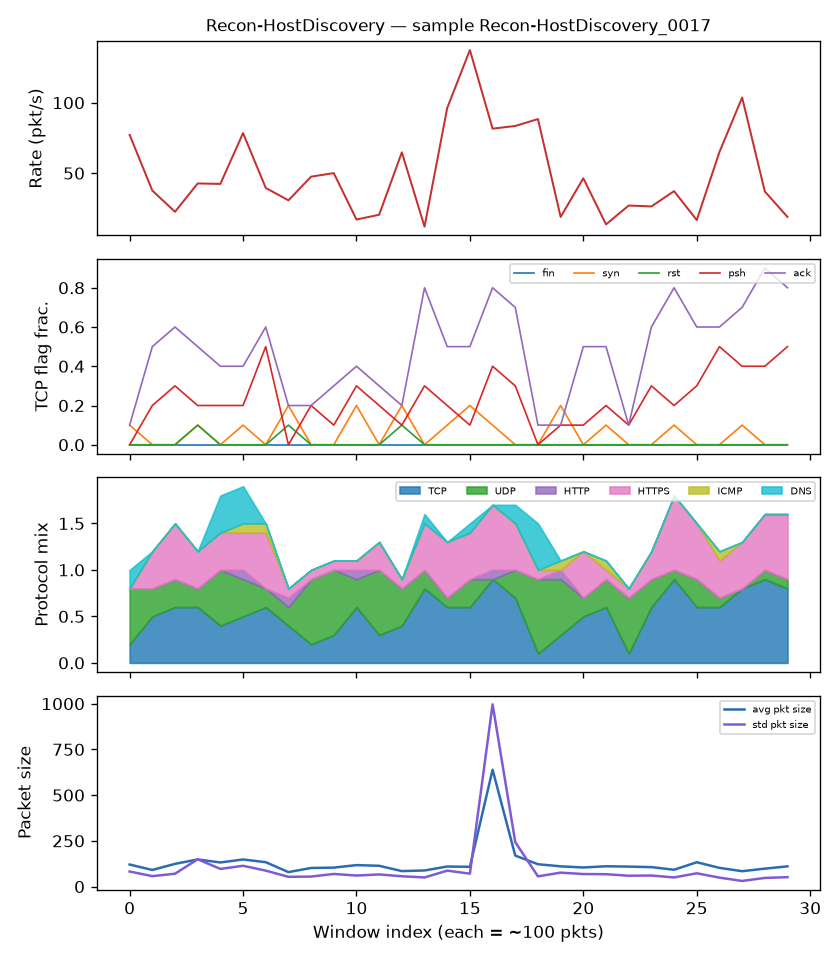 Recon-HostDiscovery — sample Recon-HostDiscovery_0017
Rate (pkt/s)
100
50
TCP flag frac.
0.8
0.6
0.4
0.2
0.0
fin syn rst psh ack
Protocol mix
1.5
1.0
0.5
0.0
TCP UDP HTTP HTTPS ICMP DNS
Packet size
1000
750
500
250
0
avg pkt size
std pkt size
0 5 10 15 20 25 30
Window index (each = ~100 pkts)